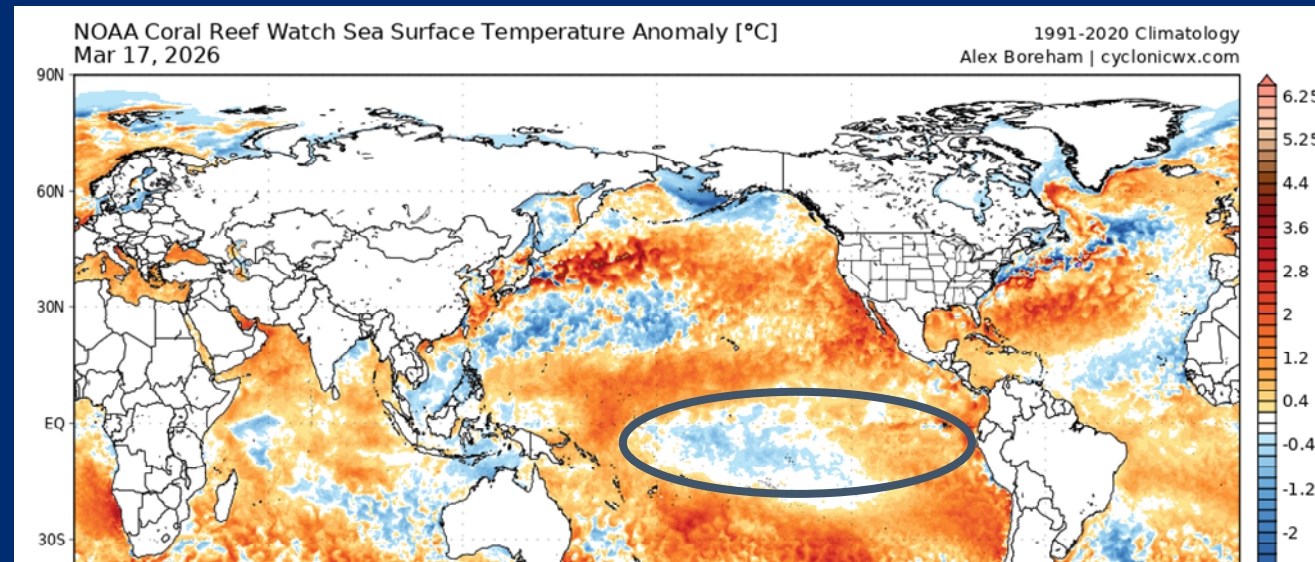 NOAA Coral Reef Watch Sea Surface Temperature Anomaly [°C]
Mar 17, 2026
1991-2020 Climatology
Alex Boreham | cyclonicwx.com
90N
60N
30N
EQ
30S
6.25
5.25
4.4
3.6
2.8
2
1.2
0.4
-0.4
-1.2
-2